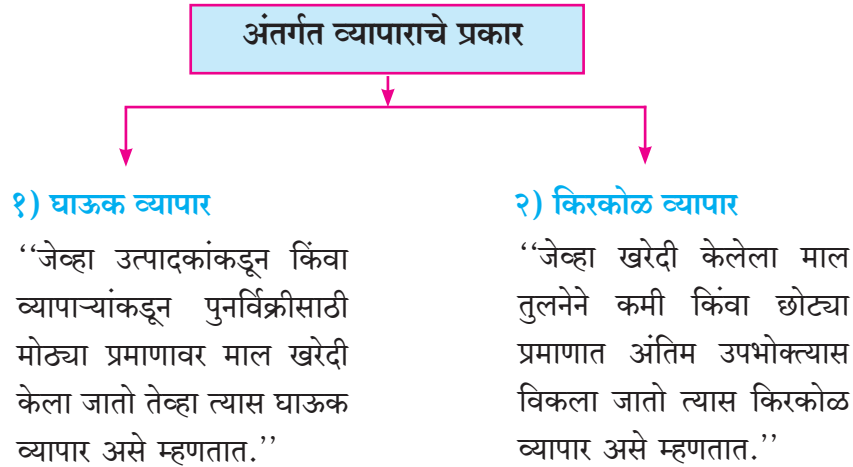 अंतर्गत व्यापाराचे प्रकार
१) घाऊक व्यापार
‘‘जेव्हा उत्पादकांकडून किंवा
व्यापाऱ्यांकडून पुनर्विक्रीसाठी
मोठ्या प्रमाणावर माल खरेदी
केला जातो तेव्हा त्यास घाऊक
व्यापार असे म्हणतात.’’
२) किरकोळ व्यापार
‘‘जेव्हा खरेदी केलेला माल
तुलनेने कमी किंवा छोट्या
प्रमाणात अंतिम उपभोक्त्यास
विकला जातो त्यास किरकोळ
व्यापार असे म्हणतात.’’